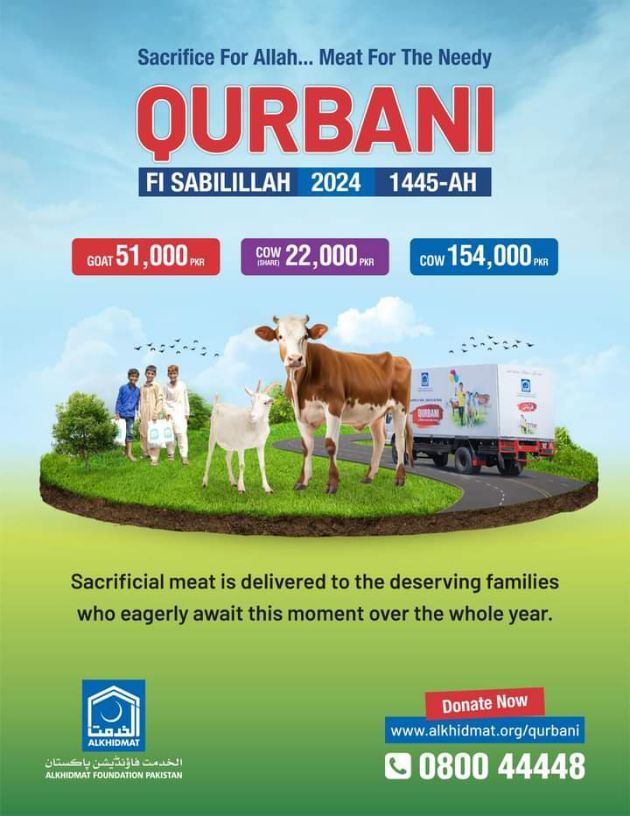 Sacrifice For Allah... Meat For The Needy
QURBANI
FI SABILILLAH 2024 1445-AH
GOAT 51,000 PKR
COW (SHARE) 22,000 PKR
COW 154,000 PKR
QURBANI
Sacrificial meat is delivered to the deserving families
who eagerly await this moment over the whole year.
الخدمت
ALKHIDMAT
الخدمت فاؤنڈیشن پاکستان
ALKHIDMAT FOUNDATION PAKISTAN
Donate Now
www.alkhidmat.org/qurbani
0800 44448